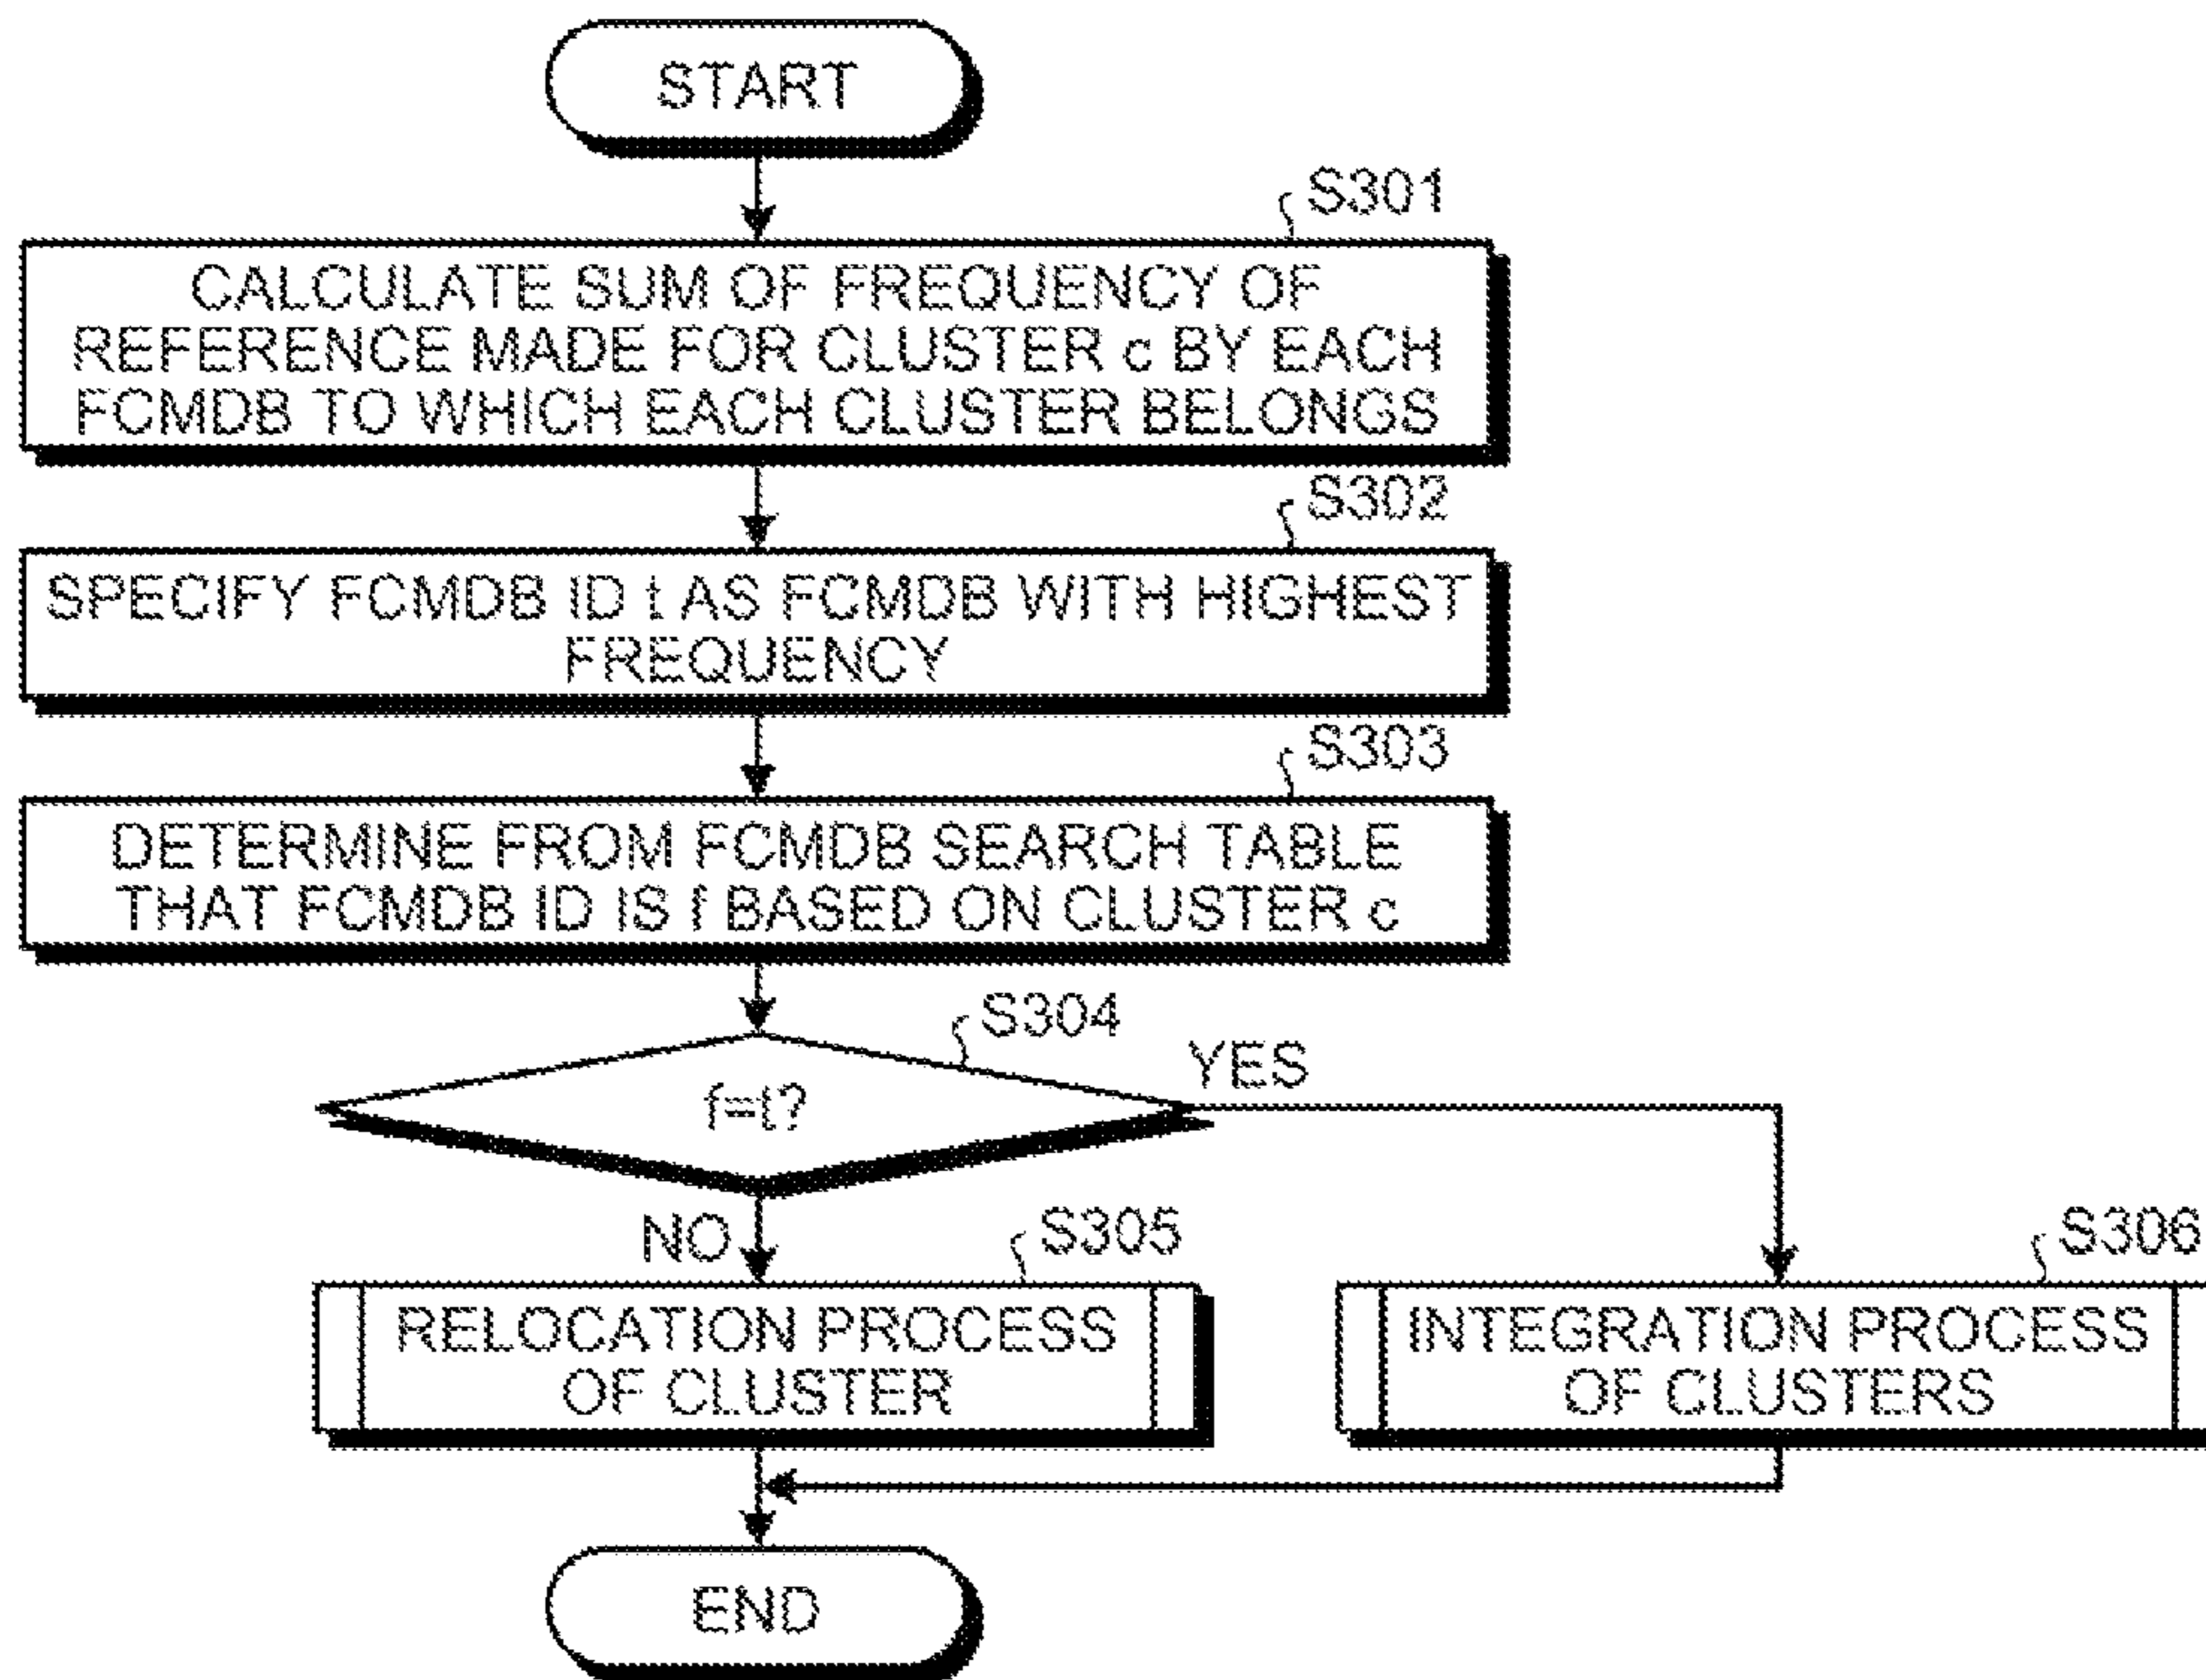 START
S301
CALCULATE SUM OF FREQUENCY OF
REFERENCE MADE FOR CLUSTER c BY EACH
FCMDB TO WHICH EACH CLUSTER BELONGS
S302
SPECIFY FCMDB ID t AS FCMDB WITH HIGHEST
FREQUENCY
S303
DETERMINE FROM FCMDB SEARCH TABLE
THAT FCMDB ID IS f BASED ON CLUSTER c
S304
f=t?
YES
NO
S305
RELOCATION PROCESS
OF CLUSTER
S306
INTEGRATION PROCESS
OF CLUSTERS
END